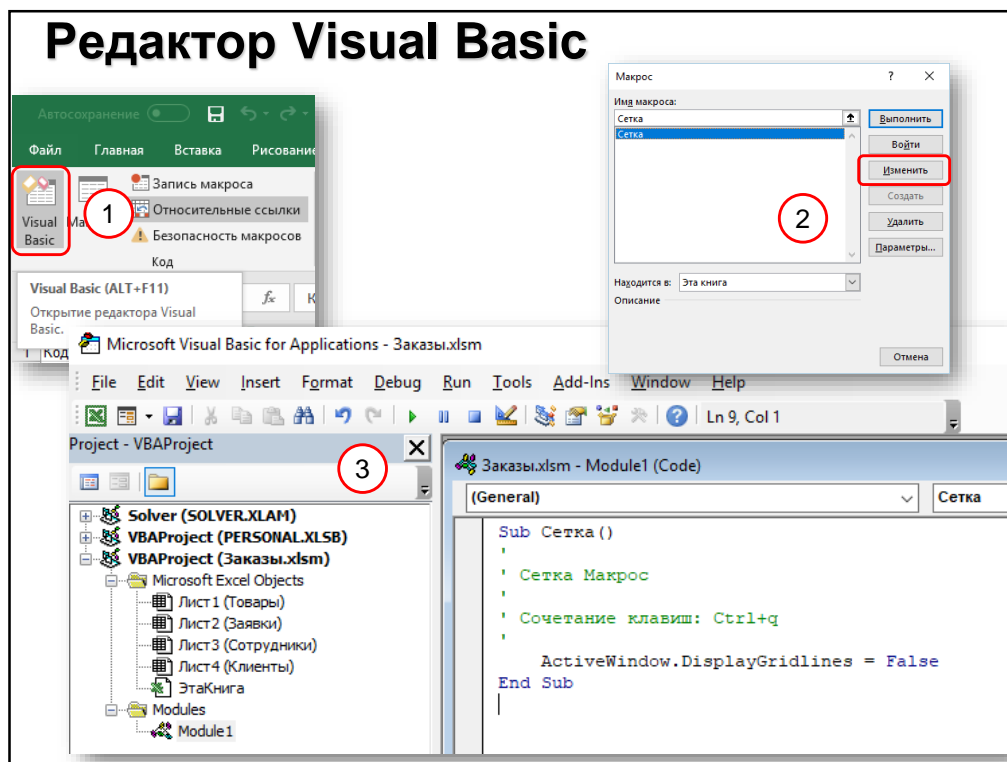 Редактор Visual Basic
Автосохранение
Файл Главная Вставка Рисование
Visual Basic
Запись макроса
Относительные ссылки
Безопасность макросов
Код
1
Visual Basic (ALT+F11)
Открытие редактора Visual
Basic.
fx К
1 Код
Макрос ? ×
Имя макроса:
Сетка
Сетка
Выполнить
Войти
Изменить
Создать
Удалить
Параметры...
2
Находится в: Эта книга
Описание
Отмена
Microsoft Visual Basic for Applications - Заказы.xlsm
File Edit View Insert Format Debug Run Tools Add-Ins Window Help
Ln 9, Col 1
Project - VBAProject
3
Solver (SOLVER.XLAM)
VBAProject (PERSONAL.XLSB)
VBAProject (Заказы.xlsm)
Microsoft Excel Objects
Лист1 (Товары)
Лист2 (Заявки)
Лист3 (Сотрудники)
Лист4 (Клиенты)
ЭтаКнига
Modules
Module1
Заказы.xlsm - Module1 (Code)
(General) Сетка
Sub Сетка()
'
' Сетка Макрос
'
' Сочетание клавиш: Ctrl+q
'
ActiveWindow.DisplayGridlines = False
End Sub